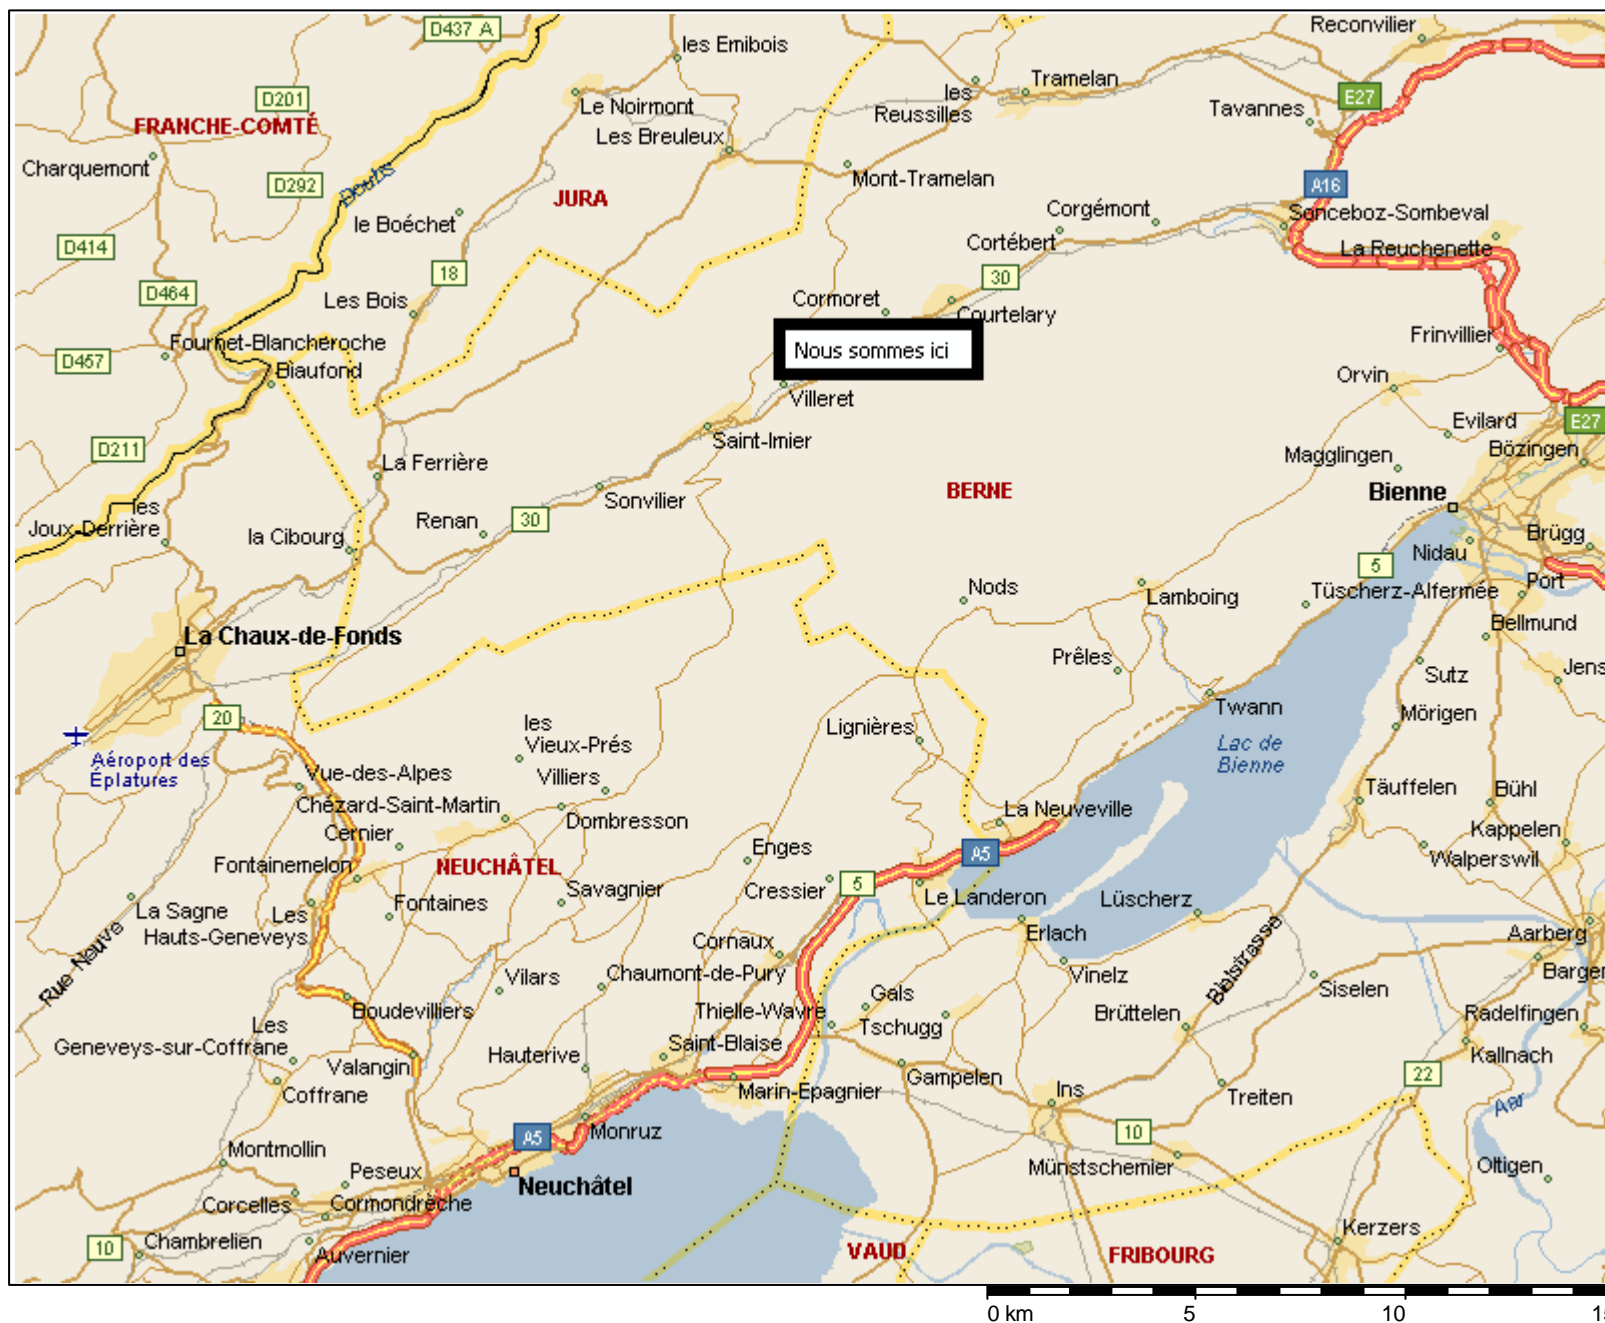 D437 A
les Emibois
Reconvilier
D201
Le Noirmont
les
Reussilles
Tramelan
E27
Tavannes
FRANCHE-COMTÉ
Les Breuleux
Charquemont
D292
Doubs
JURA
Mont-Tramelan
A16
le Boéchet
Corgémont
Sonceboz-Sombeval
D414
Cortébert
La Reuchenette
18
30
D464
Les Bois
Cormoret
Courtelary
Fournet-Blancheroche
Frinvillier
D457
Nous sommes ici
Biaufond
Orvin
Villeret
Evilard
E27
D211
Saint-Imier
Bözingen
La Ferrière
Magglingen
BERNE
Bienne
Sonvilier
les
Joux-Derrière
la Cibourg
Renan
30
Nidau
Brügg
5
Port
Nods
Lamboing
Tüscherz-Alfermée
La Chaux-de-Fonds
Bellmund
Prêles
Sutz
Jens
20
Twann
Mörigen
les
Vieux-Prés
Lignières
Aéroport des
Éplatures
Lac de
Bienne
Vue-des-Alpes
Villiers
Chézard-Saint-Martin
Täuffelen
Bühl
Cernier
Dombresson
La Neuveville
Kappelen
Fontainemelon
NEUCHÂTEL
Enges
A5
Walperswil
Cressier
5
Savagnier
Le Landeron
Lüscherz
La Sagne
Les
Hauts-Geneveys
Fontaines
Erlach
Aarberg
Rue Neuve
Cornaux
Vilars
Chaumont-de-Pury
Vinelz
Bielstrasse
Siselen
Barger
Boudevilliers
Gals
Thielle-Wavre
Tschugg
Brüttelen
Radelfingen
Les
Geneveys-sur-Coffrane
Hauterive
Saint-Blaise
Kallnach
Valangin
Gampelen
22
Coffrane
Marin-Epagnier
Ins
Treiten
Aar
A5
Monruz
10
Montmollin
Peseux
Münstschemier
Oltigen
Neuchâtel
Corcelles
Cormondrèche
10
Chambrelien
Auvernier
VAUD
FRIBOURG
Kerzers
0 km
5
10
15